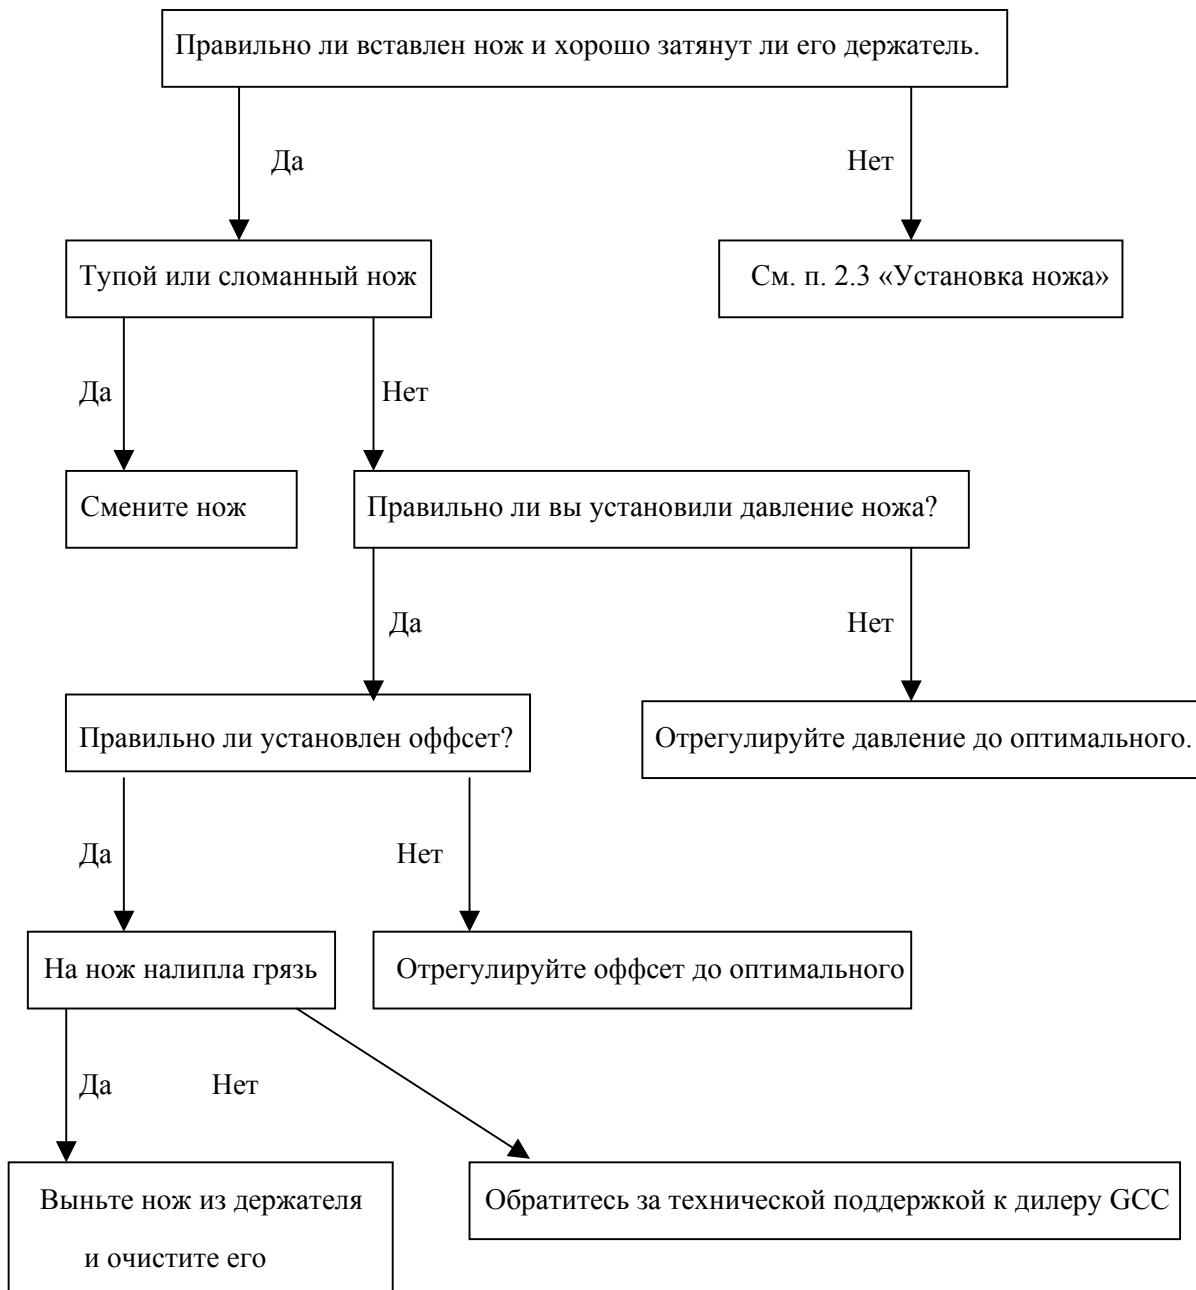 Правильно ли вставлен нож и хорошо затянут ли его держатель.
Да
Нет
Тупой или сломанный нож
См. п. 2.3 «Установка ножа»
Да
Нет
Смените нож
Правильно ли вы установили давление ножа?
Да
Нет
Правильно ли установлен оффсет?
Отрегулируйте давление до оптимального.
Да
Нет
На нож налипла грязь
Отрегулируйте оффсет до оптимального
Да
Нет
Выньте нож из держателя
и очистите его
Обратитесь за технической поддержкой к дилеру GCC